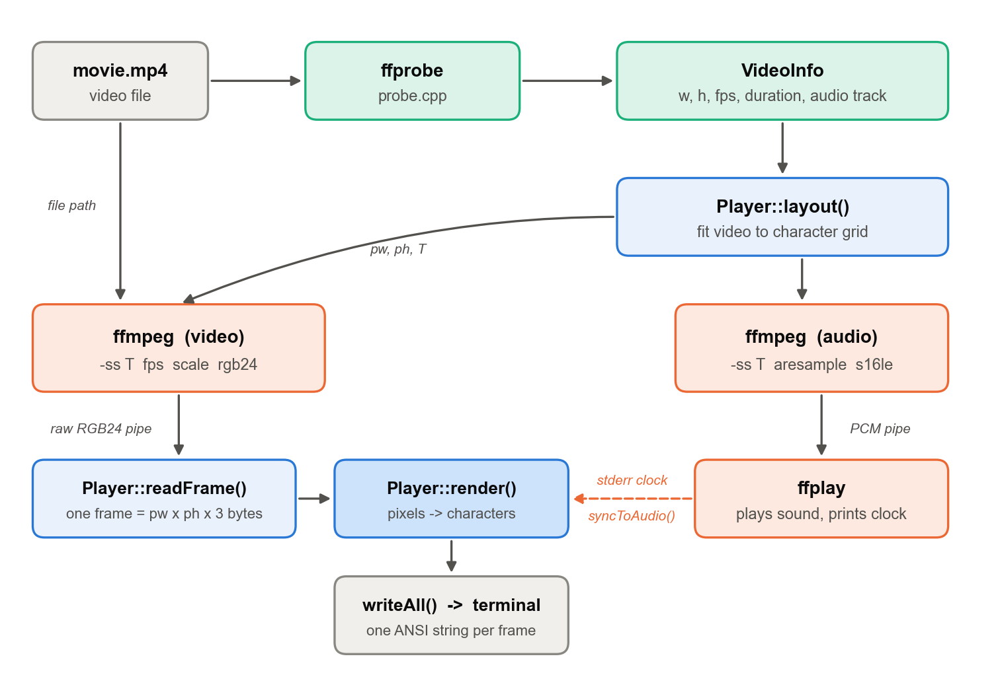 movie.mp4
video file
ffprobe
probe.cpp
VideoInfo
w, h, fps, duration, audio track
file path
Player::layout()
fit video to character grid
pw, ph, T
ffmpeg  (video)
-ss T  fps  scale  rgb24
ffmpeg  (audio)
-ss T  aresample  s16le
raw RGB24 pipe
PCM pipe
Player::readFrame()
one frame = pw x ph x 3 bytes
Player::render()
pixels -> characters
stderr clock
syncToAudio()
ffplay
plays sound, prints clock
writeAll()  ->  terminal
one ANSI string per frame